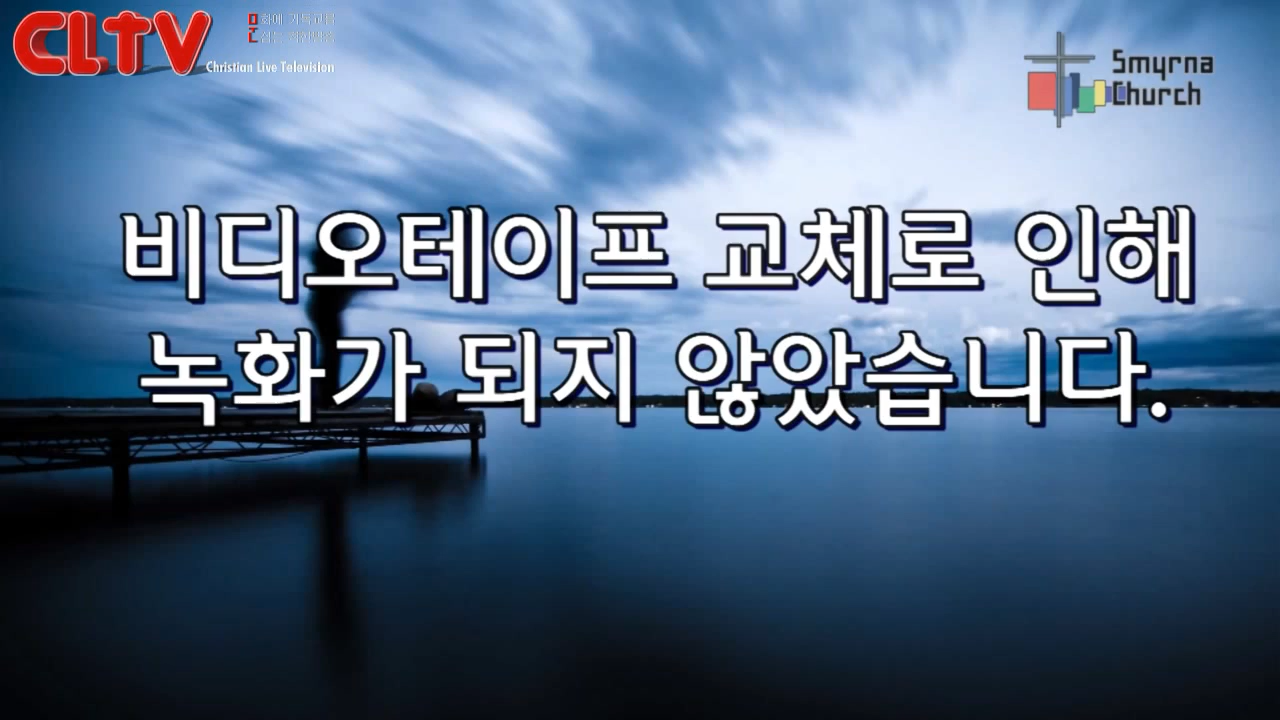 CLTV
Christian Live Television
Smyrna
Church
비디오테이프 교체로 인해
녹화가 되지 않았습니다.